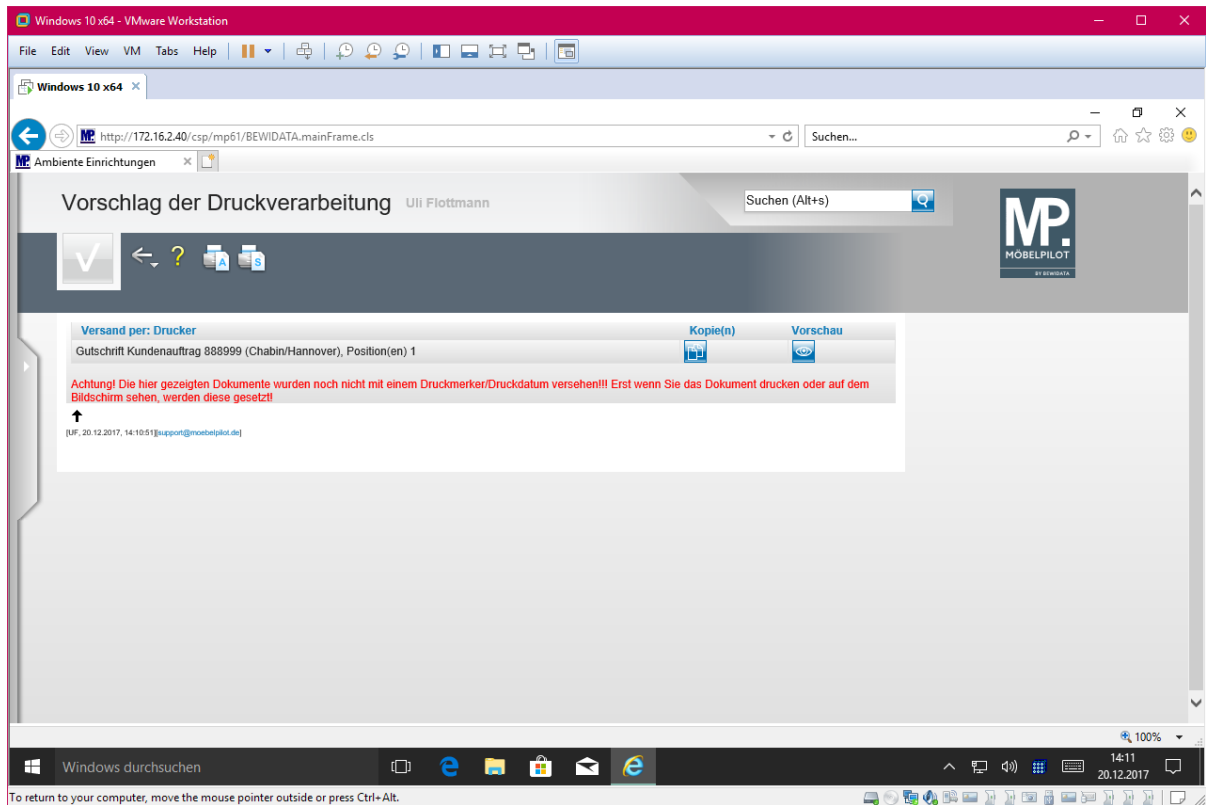 Windows 10 x64 - VMware Workstation
File Edit View VM Tabs Help
Windows 10 x64
http://172.16.2.40/csp/mp61/BEWIDATA.mainFrame.cls
Suchen...
MP. Ambiente Einrichtungen
Vorschlag der Druckverarbeitung Uli Flottmann
Suchen (Alt+s)
MP.
MÖBELPILOT
BY BEWIDATA
? A S
Versand per: Drucker Kopie(n) Vorschau
Gutschrift Kundenauftrag 888999 (Chabin/Hannover), Position(en) 1
Achtung! Die hier gezeigten Dokumente wurden noch nicht mit einem Druckmerker/Druckdatum versehen!!! Erst wenn Sie das Dokument drucken oder auf dem
Bildschirm sehen, werden diese gesetzt!
[UF, 20.12.2017, 14:10:51][support@moebelpilot.de]
100%
Windows durchsuchen
14:11
20.12.2017
To return to your computer, move the mouse pointer outside or press Ctrl+Alt.